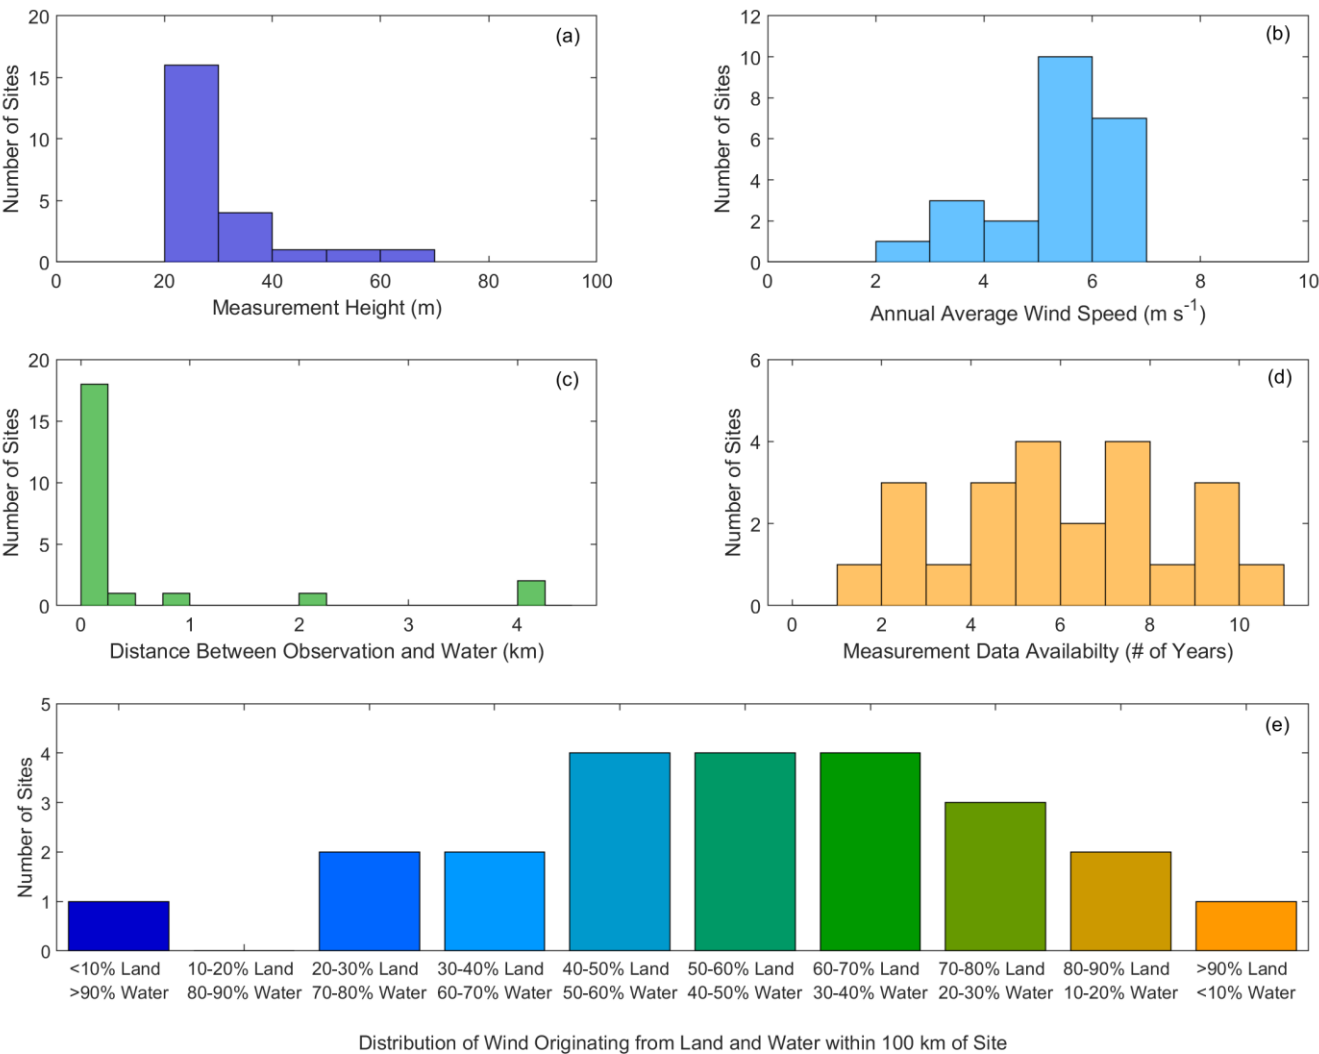 (a)
Number of Sites
20
15
10
5
0
0 20 40 60 80 100
Measurement Height (m)
(b)
Number of Sites
12
10
8
6
4
2
0
0 2 4 6 8 10
Annual Average Wind Speed (m s-1)
(c)
Number of Sites
20
15
10
5
0
0 1 2 3 4
Distance Between Observation and Water (km)
(d)
Number of Sites
6
4
2
0
0 2 4 6 8 10
Measurement Data Availabilty (# of Years)
(e)
Number of Sites
5
4
3
2
1
0
<10% Land 10-20% Land 20-30% Land 30-40% Land 40-50% Land 50-60% Land 60-70% Land 70-80% Land 80-90% Land >90% Land
>90% Water 80-90% Water 70-80% Water 60-70% Water 50-60% Water 40-50% Water 30-40% Water 20-30% Water 10-20% Water <10% Water
Distribution of Wind Originating from Land and Water within 100 km of Site